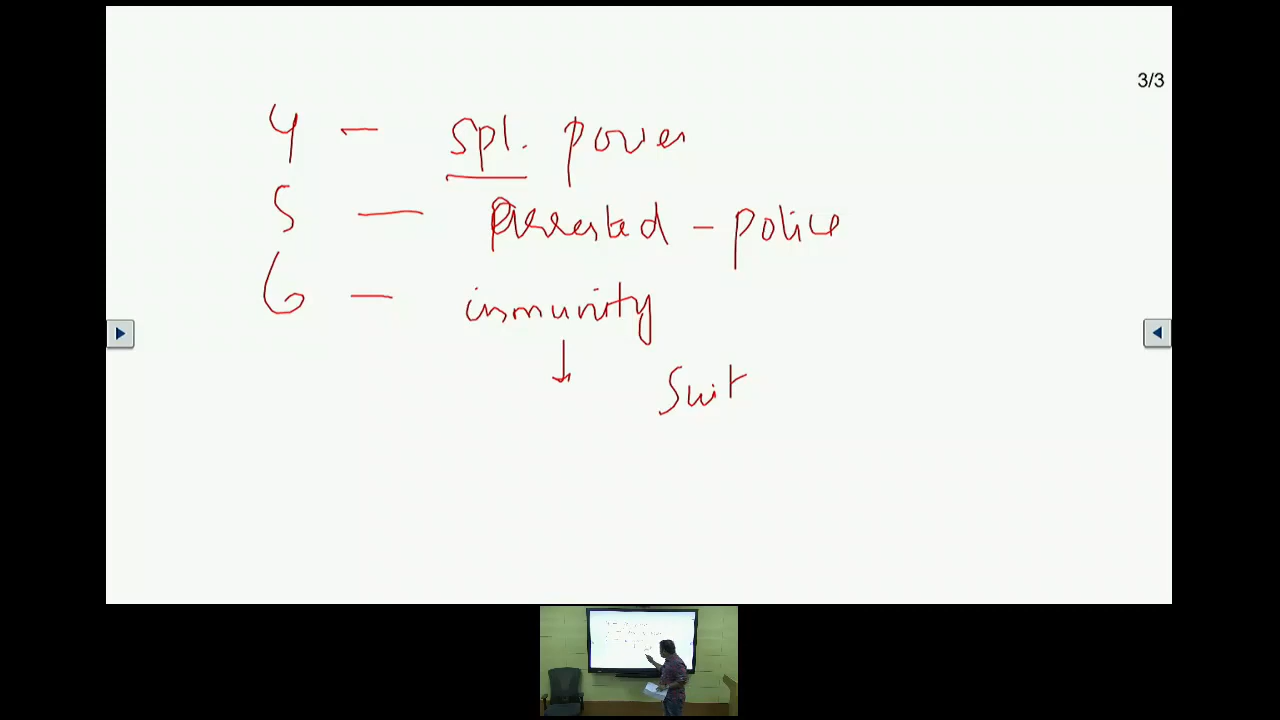 3/3
4 — spl. power
5 — Arrested - police
6 — immunity
↓
Suit